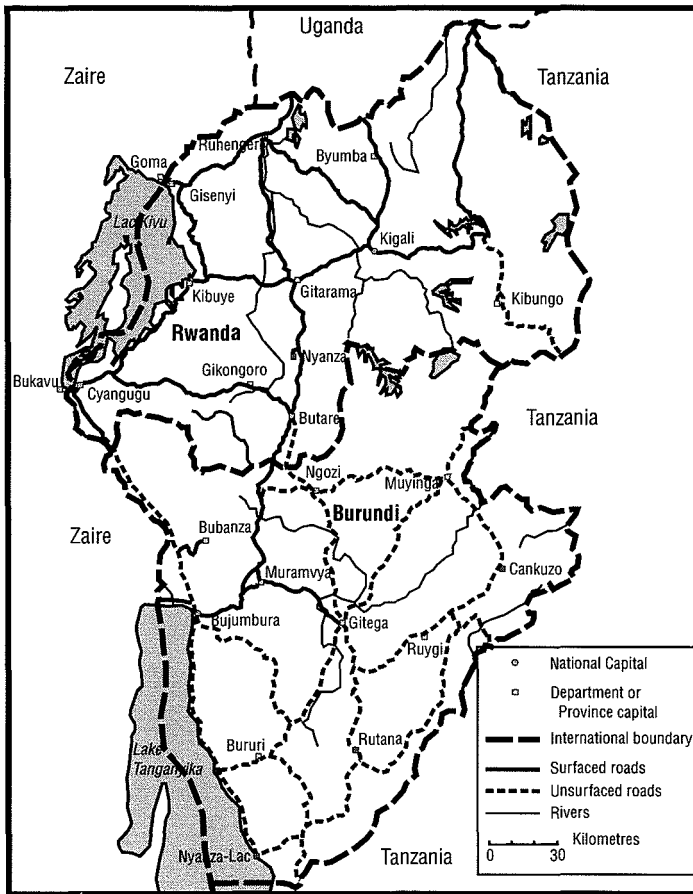 Uganda
Zaire
Tanzania
Ruhengeri
Byumba
Goma
Gisenyi
Lac Kivu
Kigali
Kibuye
Gitarama
Kibungo
Rwanda
Nyanza
Gikongoro
Bukavu
Cyangugu
Butare
Tanzania
Ngozi
Muyinga
Burundi
Zaire
Bubanza
Cankuzo
Muramvya
Bujumbura
Gitega
Ruygi
Bururi
Rutana
Lake
Tanganyika
Nyanza-Lac
Tanzania
National Capital
Department or
Province capital
International boundary
Surfaced roads
Unsurfaced roads
Rivers
Kilometres
0 30